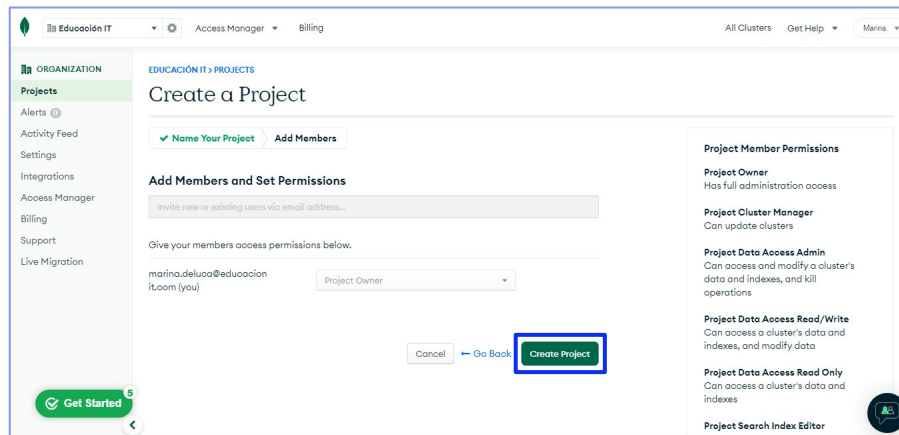 Educación IT
Access Manager
Billing
All Clusters
Get Help
Marina
ORGANIZATION
Projects
Alerts 0
Activity Feed
Settings
Integrations
Access Manager
Billing
Support
Live Migration
Get Started
5
EDUCACIÓN IT > PROJECTS
Create a Project
Name Your Project
Add Members
Add Members and Set Permissions
Invite new or existing users via email address...
Give your members access permissions below.
marina.deluca@educacion
it.com (you)
Project Owner
Cancel
← Go Back
Create Project
Project Member Permissions
Project Owner
Has full administration access
Project Cluster Manager
Can update clusters
Project Data Access Admin
Can access and modify a cluster's
data and indexes, and kill
operations
Project Data Access Read/Write
Can access a cluster's data and
indexes, and modify data
Project Data Access Read Only
Can access a cluster's data and
indexes
Project Search Index Editor